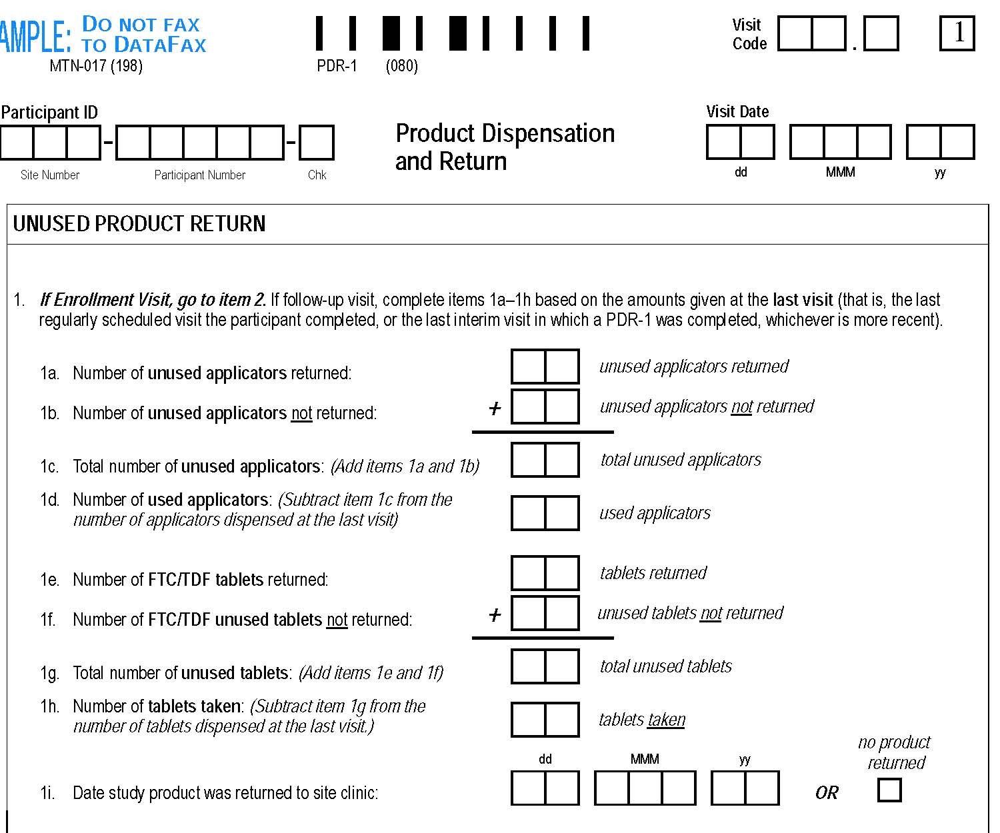 AMPLE: DO NOT FAX
TO DATAFAX
MTN-017 (198)
PDR-1 (080)
Visit
Code . 1
Participant ID
- -
Site Number Participant Number Chk
Product Dispensation
and Return
Visit Date
dd MMM yy
UNUSED PRODUCT RETURN
1. If Enrollment Visit, go to item 2. If follow-up visit, complete items 1a–1h based on the amounts given at the last visit (that is, the last
regularly scheduled visit the participant completed, or the last interim visit in which a PDR-1 was completed, whichever is more recent).
1a. Number of unused applicators returned: unused applicators returned
1b. Number of unused applicators not returned: + unused applicators not returned
1c. Total number of unused applicators: (Add items 1a and 1b) total unused applicators
1d. Number of used applicators: (Subtract item 1c from the
number of applicators dispensed at the last visit) used applicators
1e. Number of FTC/TDF tablets returned: tablets returned
1f. Number of FTC/TDF unused tablets not returned: + unused tablets not returned
1g. Total number of unused tablets: (Add items 1e and 1f) total unused tablets
1h. Number of tablets taken: (Subtract item 1g from the
number of tablets dispensed at the last visit.) tablets taken
dd MMM yy
no product
returned
1i. Date study product was returned to site clinic: OR